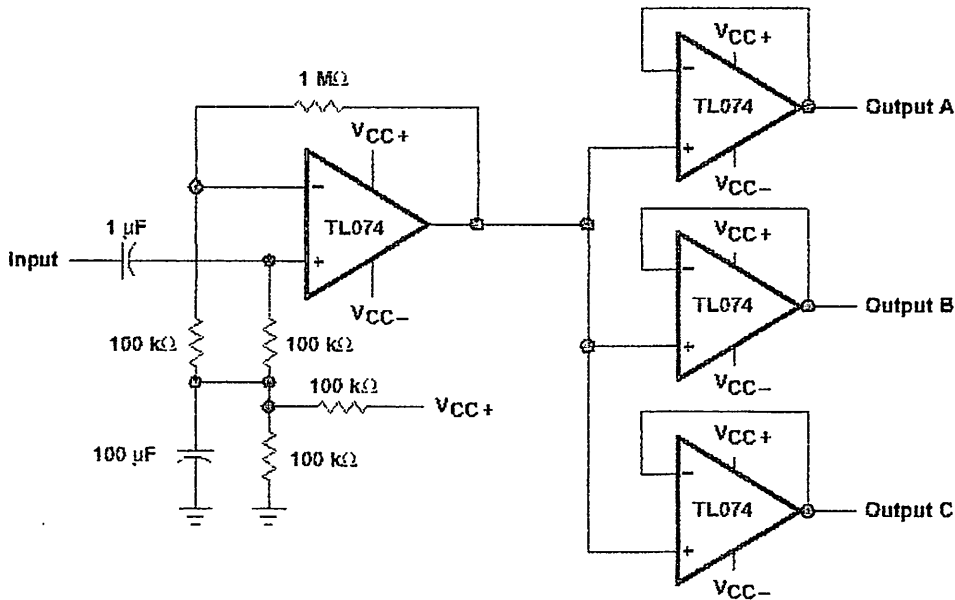 VCC+
−
TL074
+
VCC−
Output A
1 MΩ
VCC+
−
TL074
+
VCC−
1 μF
Input
100 kΩ
100 kΩ
100 kΩ
VCC+
100 μF
100 kΩ
VCC+
−
TL074
+
VCC−
Output B
VCC+
−
TL074
+
VCC−
Output C